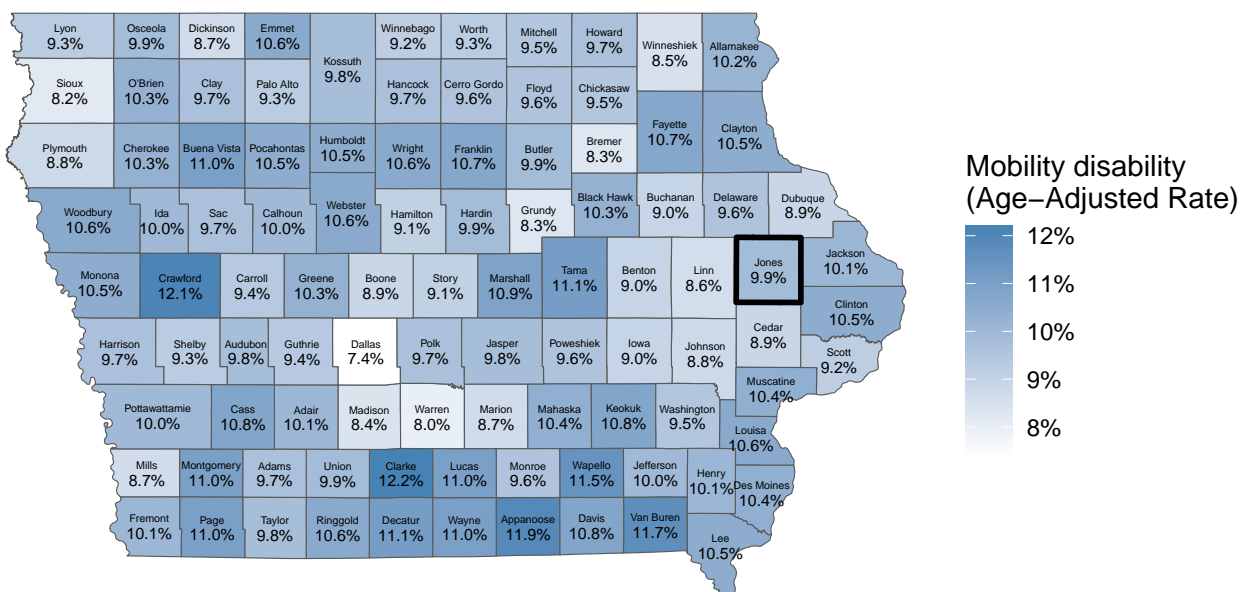 Lyon
9.3%
Osceola
9.9%
Dickinson
8.7%
Emmet
10.6%
Kossuth
9.8%
Winnebago
9.2%
Worth
9.3%
Mitchell
9.5%
Howard
9.7%
Winneshiek
8.5%
Allamakee
10.2%
Sioux
8.2%
O'Brien
10.3%
Clay
9.7%
Palo Alto
9.3%
Hancock
9.7%
Cerro Gordo
9.6%
Floyd
9.6%
Chickasaw
9.5%
Fayette
10.7%
Clayton
10.5%
Plymouth
8.8%
Cherokee
10.3%
Buena Vista
11.0%
Pocahontas
10.5%
Humboldt
10.5%
Wright
10.6%
Franklin
10.7%
Butler
9.9%
Bremer
8.3%
Woodbury
10.6%
Ida
10.0%
Sac
9.7%
Calhoun
10.0%
Webster
10.6%
Hamilton
9.1%
Hardin
9.9%
Grundy
8.3%
Black Hawk
10.3%
Buchanan
9.0%
Delaware
9.6%
Dubuque
8.9%
Monona
10.5%
Crawford
12.1%
Carroll
9.4%
Greene
10.3%
Boone
8.9%
Story
9.1%
Marshall
10.9%
Tama
11.1%
Benton
9.0%
Linn
8.6%
Jones
9.9%
Jackson
10.1%
Clinton
10.5%
Harrison
9.7%
Shelby
9.3%
Audubon
9.8%
Guthrie
9.4%
Dallas
7.4%
Polk
9.7%
Jasper
9.8%
Poweshiek
9.6%
Iowa
9.0%
Johnson
8.8%
Cedar
8.9%
Scott
9.2%
Muscatine
10.4%
Pottawattamie
10.0%
Cass
10.8%
Adair
10.1%
Madison
8.4%
Warren
8.0%
Marion
8.7%
Mahaska
10.4%
Keokuk
10.8%
Washington
9.5%
Louisa
10.6%
Mills
8.7%
Montgomery
11.0%
Adams
9.7%
Union
9.9%
Clarke
12.2%
Lucas
11.0%
Monroe
9.6%
Wapello
11.5%
Jefferson
10.0%
Henry
10.1%
Des Moines
10.4%
Fremont
10.1%
Page
11.0%
Taylor
9.8%
Ringgold
10.6%
Decatur
11.1%
Wayne
11.0%
Appanoose
11.9%
Davis
10.8%
Van Buren
11.7%
Lee
10.5%
Mobility disability
(Age−Adjusted Rate)
12%
11%
10%
9%
8%